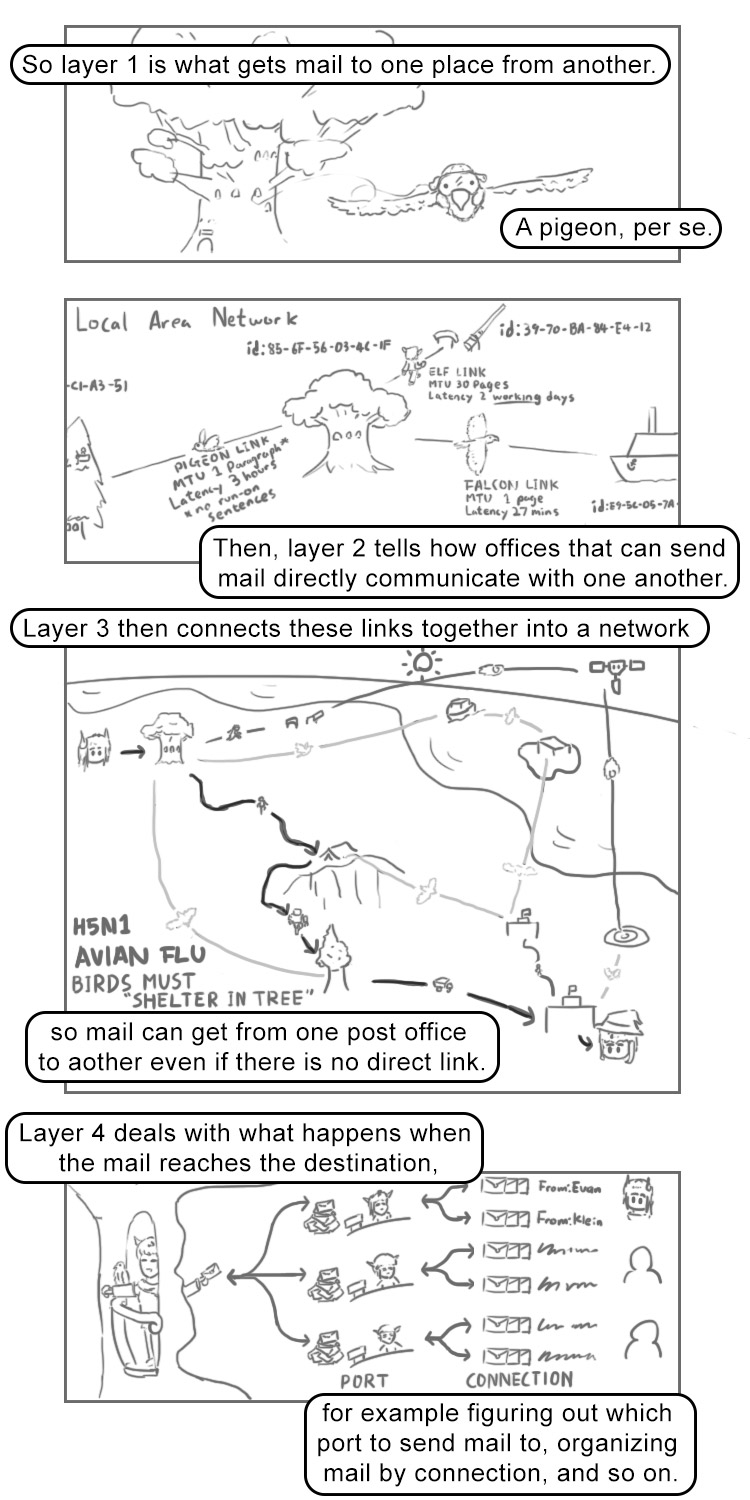 So layer 1 is what gets mail to one place from another.
A pigeon, per se.
Local Area Network
id:39-70-BA-84-E4-12
id:85-6F-56-03-4C-1F
-C1-A3-51
ELF LINK
MTU 30 Pages
Latency 2 working days
PIGEON LINK
MTU 1 Paragraph*
Latency 3 hours
*no run-on
sentences
FALCON LINK
MTU 1 page
Latency 27 mins
id:E9-5C-05-7A-
Then, layer 2 tells how offices that can send
mail directly communicate with one another.
Layer 3 then connects these links together into a network
H5N1
AVIAN FLU
BIRDS MUST
"SHELTER IN TREE"
so mail can get from one post office
to aother even if there is no direct link.
Layer 4 deals with what happens when
the mail reaches the destination,
From:Evan
From:Klein
PORT
CONNECTION
for example figuring out which
port to send mail to, organizing
mail by connection, and so on.